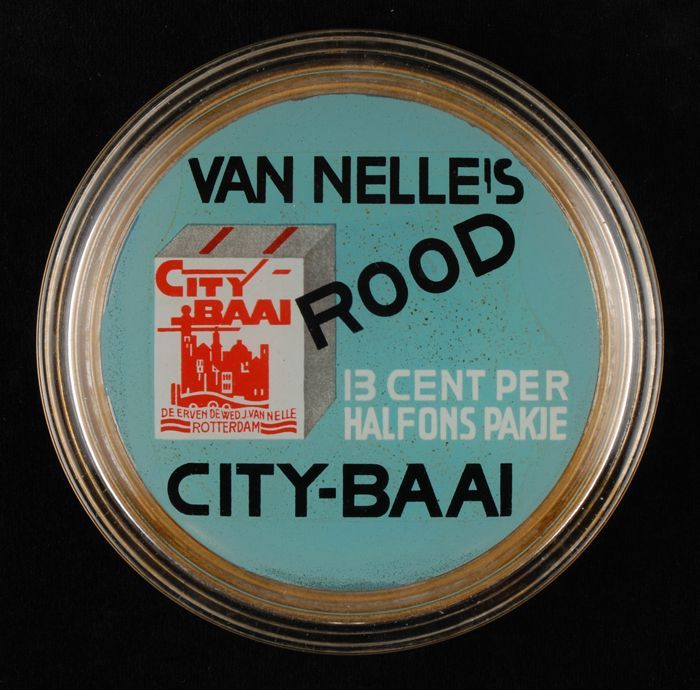 VAN NELLE'S
ROOD
CITY
BAAI
DE ERVEN DE WED J. VAN NELLE
ROTTERDAM
13 CENT PER
HALFONS PAKJE
CITY-BAAI